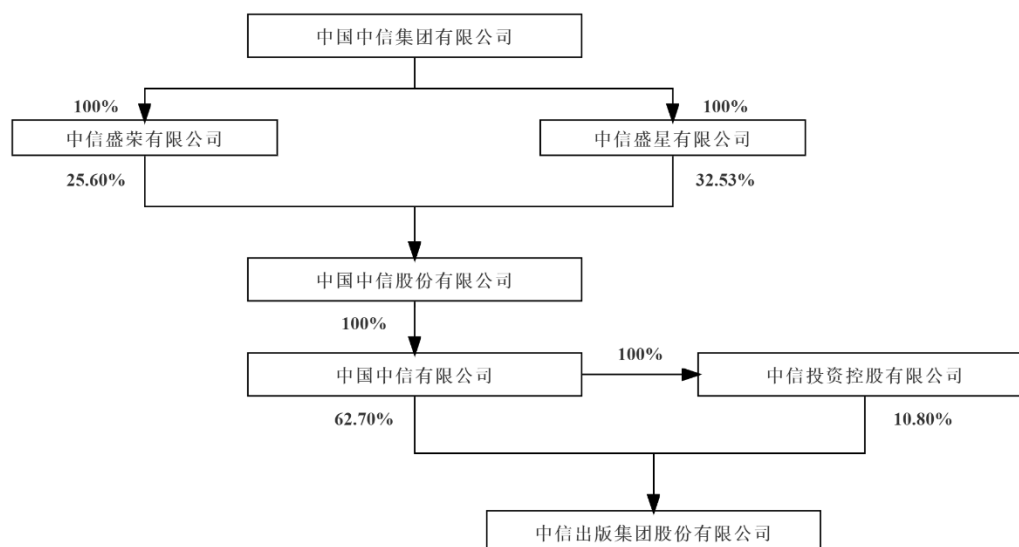 中国中信集团有限公司
100%
100%
中信盛荣有限公司
中信盛星有限公司
25.60%
32.53%
中国中信股份有限公司
100%
中国中信有限公司
100%
中信投资控股有限公司
62.70%
10.80%
中信出版集团股份有限公司